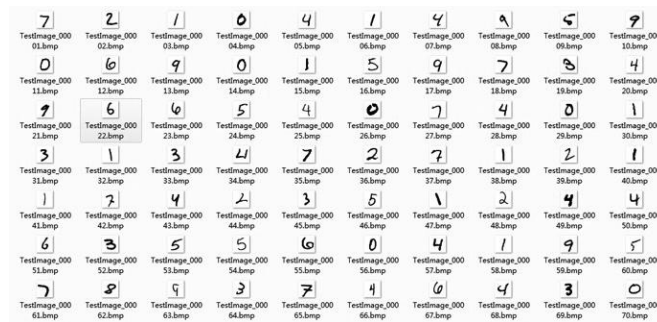 7 2 1 0 4 1 4 9 5 9
TestImage_000 TestImage_000 TestImage_000 TestImage_000 TestImage_000 TestImage_000 TestImage_000 TestImage_000 TestImage_000 TestImage_000
01.bmp 02.bmp 03.bmp 04.bmp 05.bmp 06.bmp 07.bmp 08.bmp 09.bmp 10.bmp
0 6 9 0 1 5 9 7 3 4
TestImage_000 TestImage_000 TestImage_000 TestImage_000 TestImage_000 TestImage_000 TestImage_000 TestImage_000 TestImage_000 TestImage_000
11.bmp 12.bmp 13.bmp 14.bmp 15.bmp 16.bmp 17.bmp 18.bmp 19.bmp 20.bmp
9 6 6 5 4 0 7 4 0 1
TestImage_000 TestImage_000 TestImage_000 TestImage_000 TestImage_000 TestImage_000 TestImage_000 TestImage_000 TestImage_000 TestImage_000
21.bmp 22.bmp 23.bmp 24.bmp 25.bmp 26.bmp 27.bmp 28.bmp 29.bmp 30.bmp
3 1 3 4 7 2 7 1 2 1
TestImage_000 TestImage_000 TestImage_000 TestImage_000 TestImage_000 TestImage_000 TestImage_000 TestImage_000 TestImage_000 TestImage_000
31.bmp 32.bmp 33.bmp 34.bmp 35.bmp 36.bmp 37.bmp 38.bmp 39.bmp 40.bmp
1 7 4 2 3 5 1 2 4 4
TestImage_000 TestImage_000 TestImage_000 TestImage_000 TestImage_000 TestImage_000 TestImage_000 TestImage_000 TestImage_000 TestImage_000
41.bmp 42.bmp 43.bmp 44.bmp 45.bmp 46.bmp 47.bmp 48.bmp 49.bmp 50.bmp
6 3 5 5 6 0 4 1 9 5
TestImage_000 TestImage_000 TestImage_000 TestImage_000 TestImage_000 TestImage_000 TestImage_000 TestImage_000 TestImage_000 TestImage_000
51.bmp 52.bmp 53.bmp 54.bmp 55.bmp 56.bmp 57.bmp 58.bmp 59.bmp 60.bmp
7 8 9 3 7 4 6 4 3 0
TestImage_000 TestImage_000 TestImage_000 TestImage_000 TestImage_000 TestImage_000 TestImage_000 TestImage_000 TestImage_000 TestImage_000
61.bmp 62.bmp 63.bmp 64.bmp 65.bmp 66.bmp 67.bmp 68.bmp 69.bmp 70.bmp